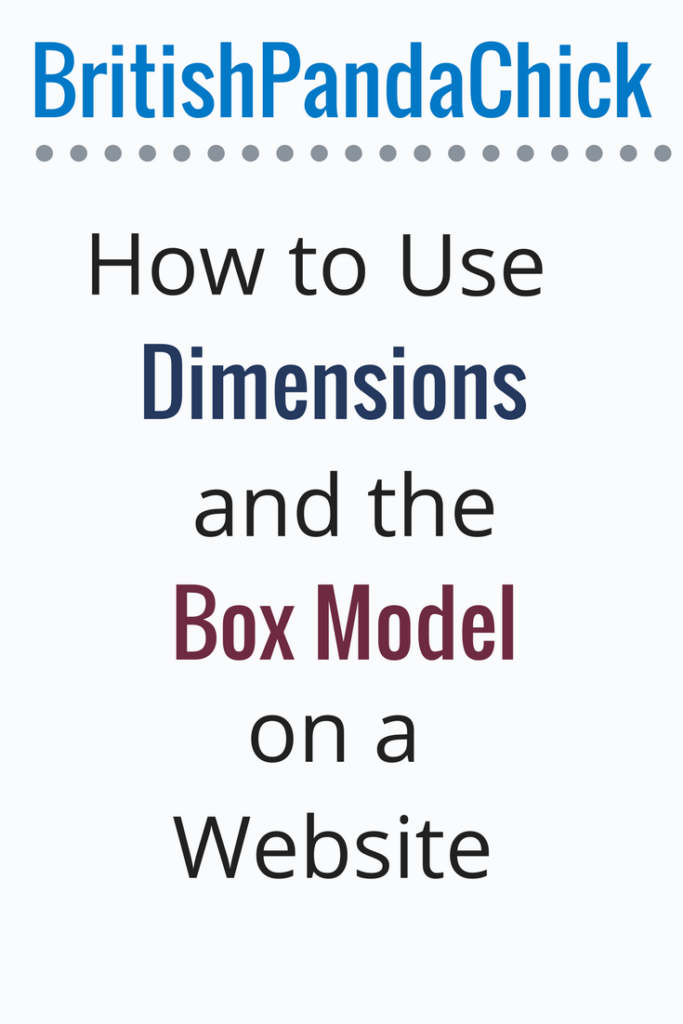 BritishPandaChick
How to Use
Dimensions
and the
Box Model
on a
Website